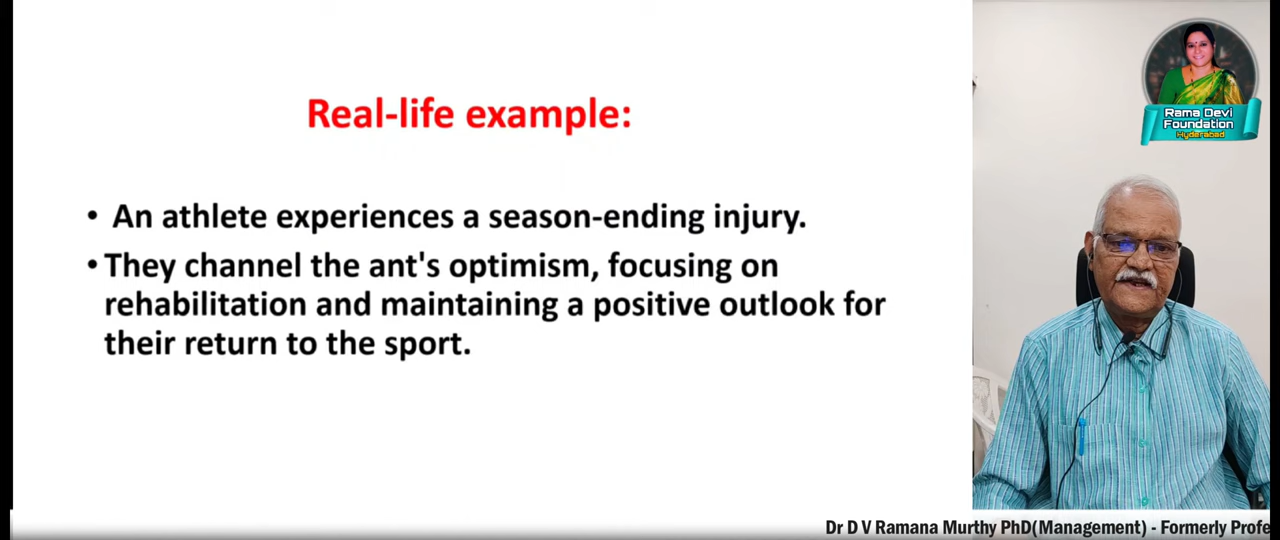 Real-life example:
• An athlete experiences a season-ending injury.
• They channel the ant's optimism, focusing on
rehabilitation and maintaining a positive outlook for
their return to the sport.
Rama Devi
Foundation
Hyderabad
Dr D V Ramana Murthy PhD(Management) - Formerly Profe